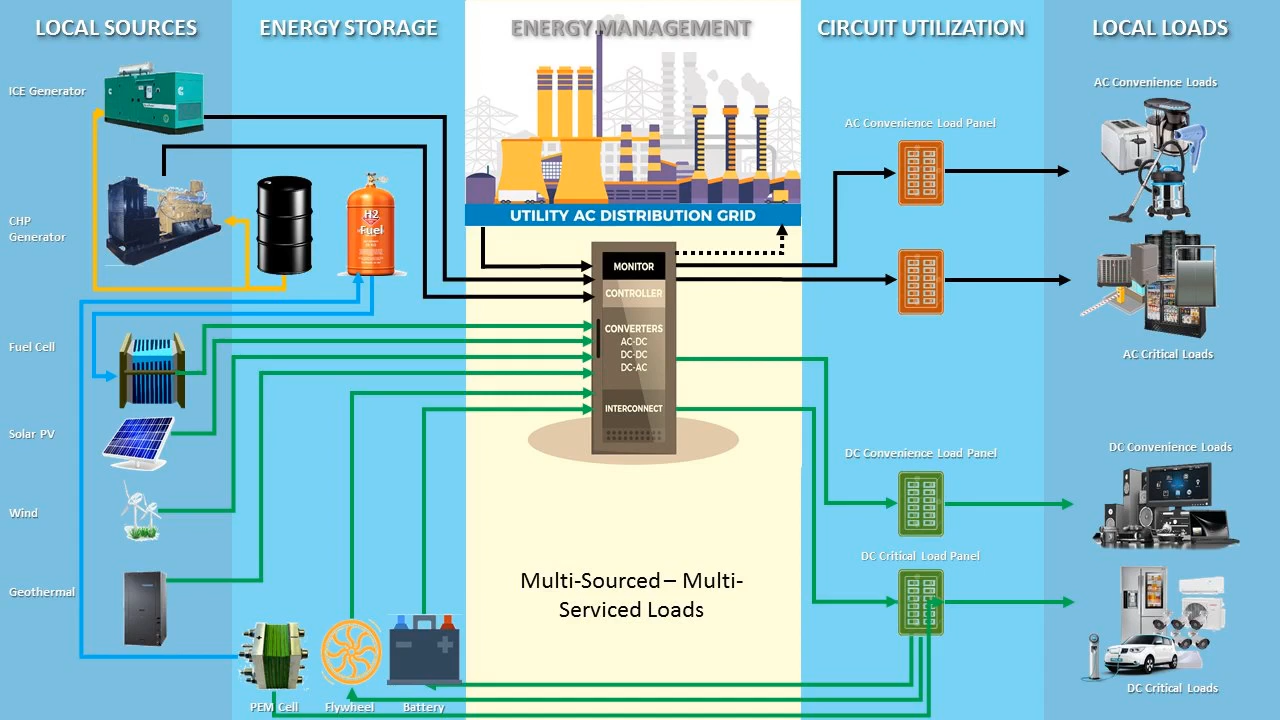 LOCAL SOURCES
ENERGY STORAGE
ENERGY MANAGEMENT
CIRCUIT UTILIZATION
LOCAL LOADS
ICE Generator
CHP
Generator
Fuel Cell
Solar PV
Wind
Geothermal
H2
Fuel
PEM Cell
Flywheel
Battery
UTILITY AC DISTRIBUTION GRID
MONITOR
CONTROLLER
CONVERTERS
AC-DC
DC-DC
DC-AC
INTERCONNECT
Multi-Sourced – Multi-
Serviced Loads
AC Convenience Load Panel
DC Convenience Load Panel
DC Critical Load Panel
AC Convenience Loads
AC Critical Loads
DC Convenience Loads
DC Critical Loads